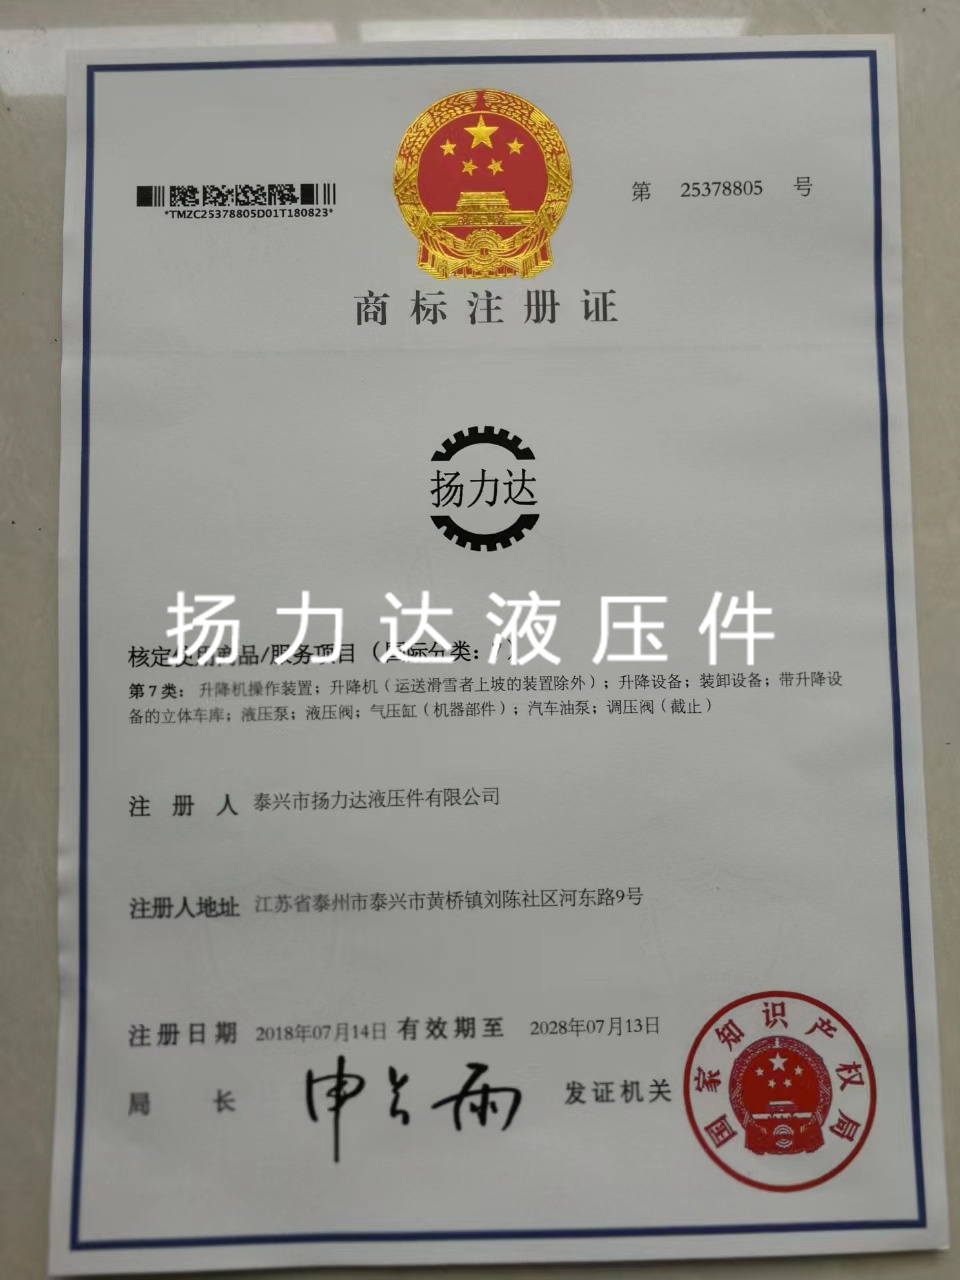 第 25378805 号
*TMZC25378805D01T180823*
商标注册证
扬力达
扬力达液压件
核定使用商品/服务项目（国际分类：7）
第7类：升降机操作装置；升降机（运送滑雪者上坡的装置除外）；升降设备；装卸设备；带升降设
备的立体车库；液压泵；液压阀；气压缸（机器部件）；汽车油泵；调压阀（截止）
注册人 泰兴市扬力达液压件有限公司
注册人地址 江苏省泰州市泰兴市黄桥镇刘陈社区河东路9号
注册日期 2018年07月14日 有效期至 2028年07月13日
局长 申长雨 发证机关
国家知识产权局